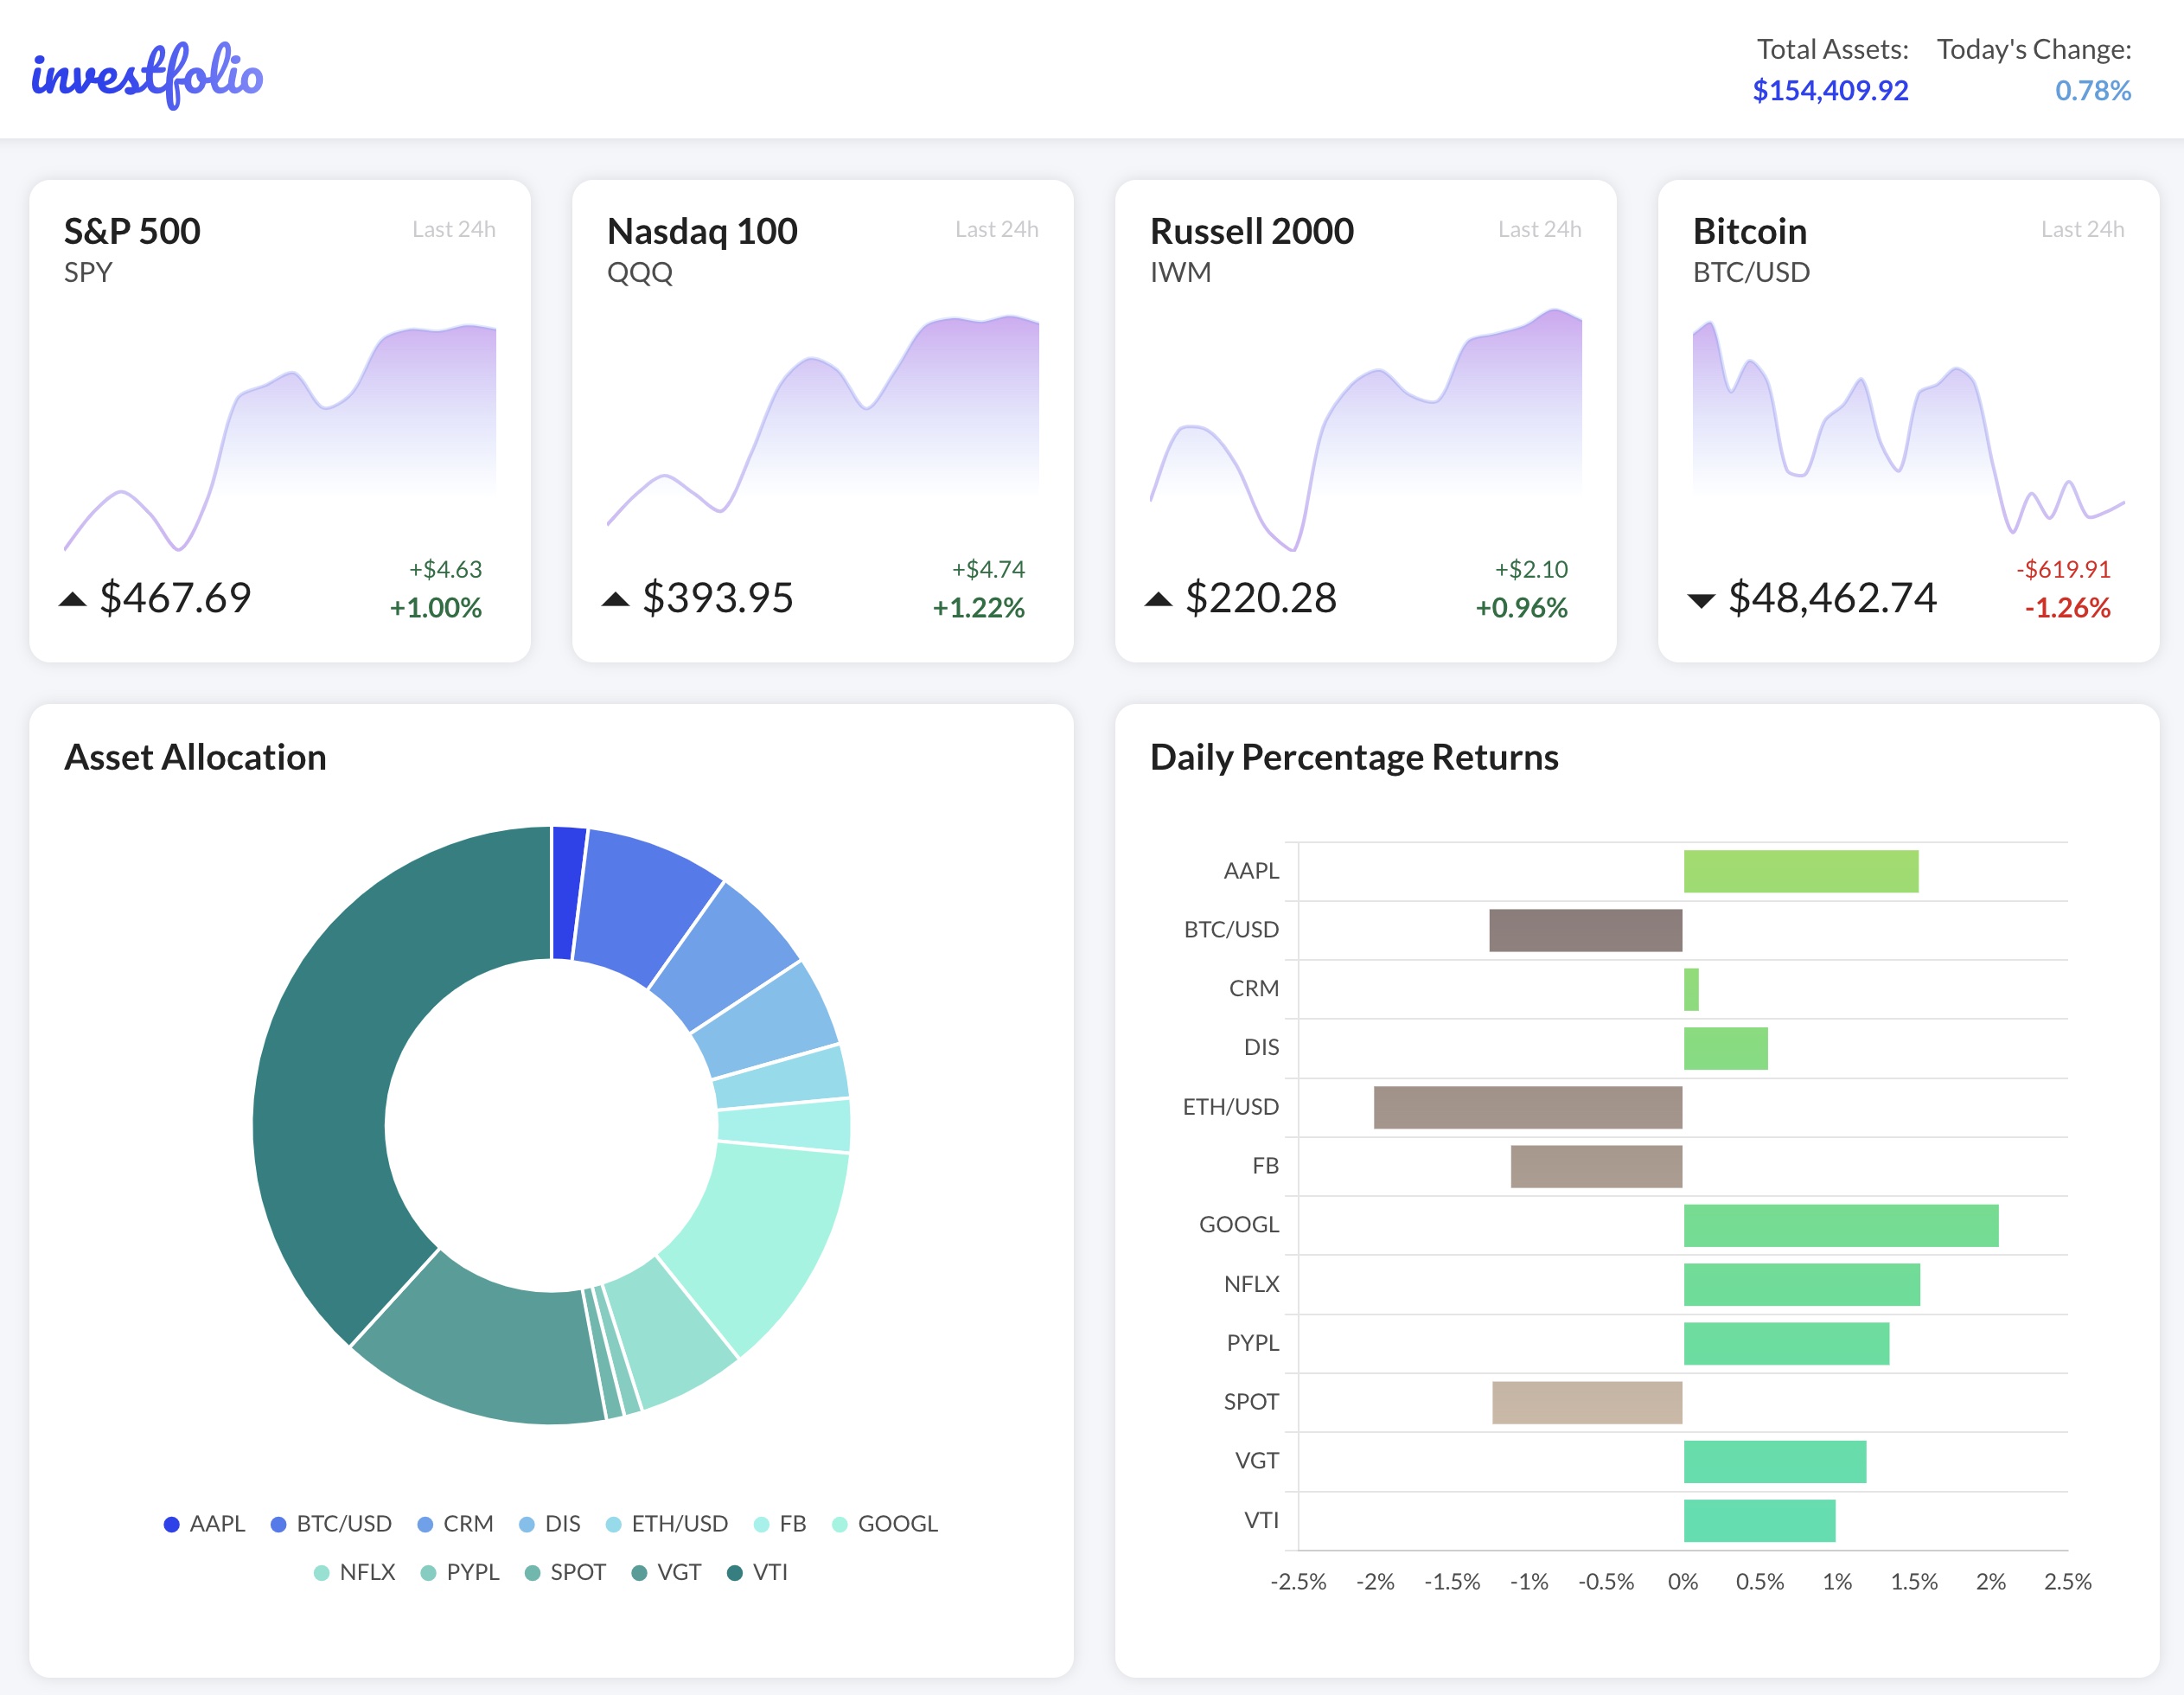 investfolio
Total Assets: Today's Change:
$154,409.92 0.78%
S&P 500 Last 24h
SPY
$467.69
+$4.63
+1.00%
Nasdaq 100 Last 24h
QQQ
$393.95
+$4.74
+1.22%
Russell 2000 Last 24h
IWM
$220.28
+$2.10
+0.96%
Bitcoin Last 24h
BTC/USD
$48,462.74
-$619.91
-1.26%
Asset Allocation
AAPL BTC/USD CRM DIS ETH/USD FB GOOGL
NFLX PYPL SPOT VGT VTI
Daily Percentage Returns
AAPL
BTC/USD
CRM
DIS
ETH/USD
FB
GOOGL
NFLX
PYPL
SPOT
VGT
VTI
-2.5% -2% -1.5% -1% -0.5% 0% 0.5% 1% 1.5% 2% 2.5%